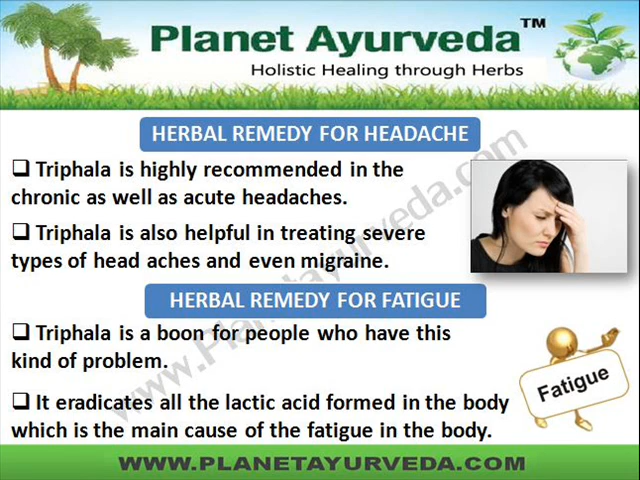 Planet Ayurveda™
Holistic Healing through Herbs
HERBAL REMEDY FOR HEADACHE
❑ Triphala is highly recommended in the
chronic as well as acute headaches.
❑ Triphala is also helpful in treating severe
types of head aches and even migraine.
HERBAL REMEDY FOR FATIGUE
❑ Triphala is a boon for people who have this
kind of problem.
Fatigue
❑ It eradicates all the lactic acid formed in the body
which is the main cause of the fatigue in the body.
www.Planetayurveda.com
WWW.PLANETAYURVEDA.COM